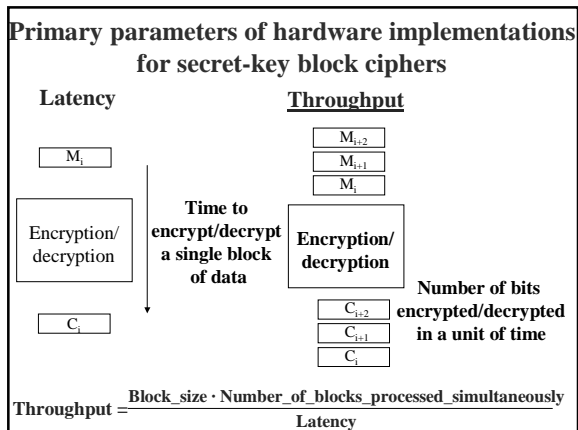 Primary parameters of hardware implementations
for secret-key block ciphers
Latency
M_i
Encryption/
decryption
C_i
Time to
encrypt/decrypt
a single block
of data
Throughput
M_{i+2}
M_{i+1}
M_i
Encryption/
decryption
C_{i+2}
C_{i+1}
C_i
Number of bits
encrypted/decrypted
in a unit of time
Throughput = Block_size · Number_of_blocks_processed_simultaneously
Latency